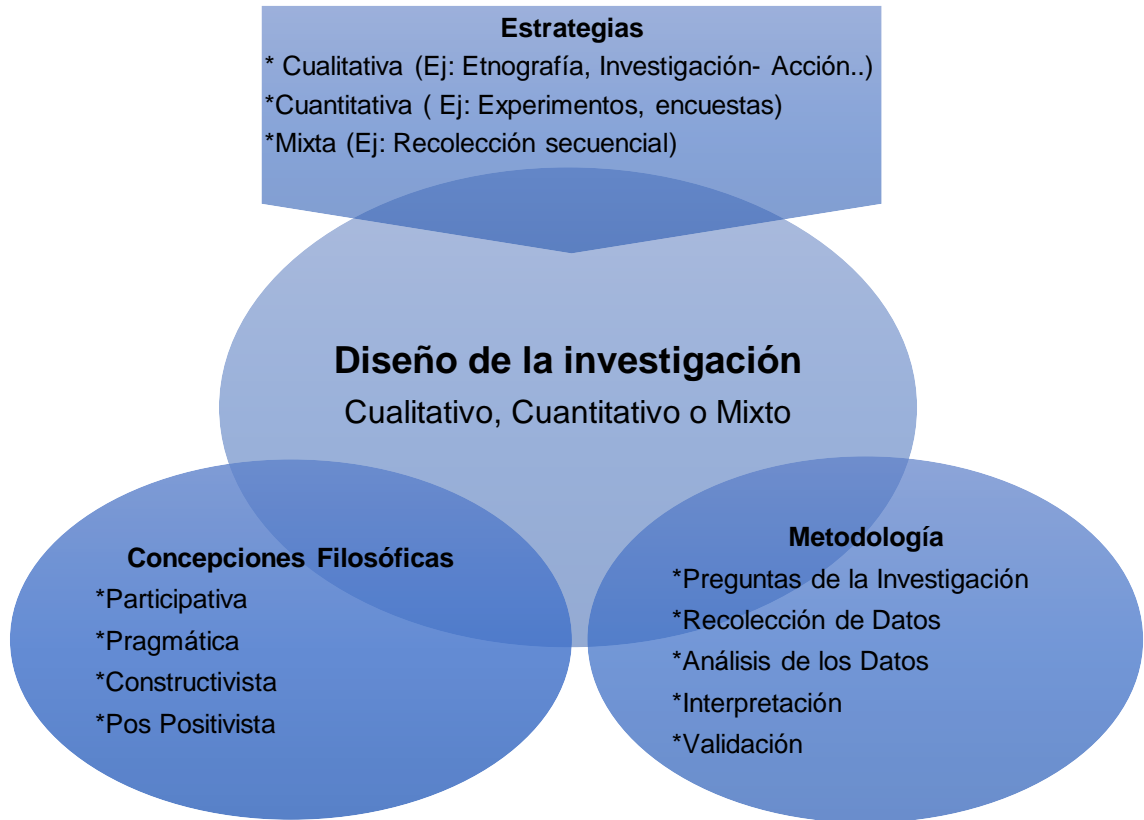 Estrategias
* Cualitativa (Ej: Etnografía, Investigación- Acción..)
*Cuantitativa ( Ej: Experimentos, encuestas)
*Mixta (Ej: Recolección secuencial)
Diseño de la investigación
Cualitativo, Cuantitativo o Mixto
Concepciones Filosóficas
*Participativa
*Pragmática
*Constructivista
*Pos Positivista
Metodología
*Preguntas de la Investigación
*Recolección de Datos
*Análisis de los Datos
*Interpretación
*Validación